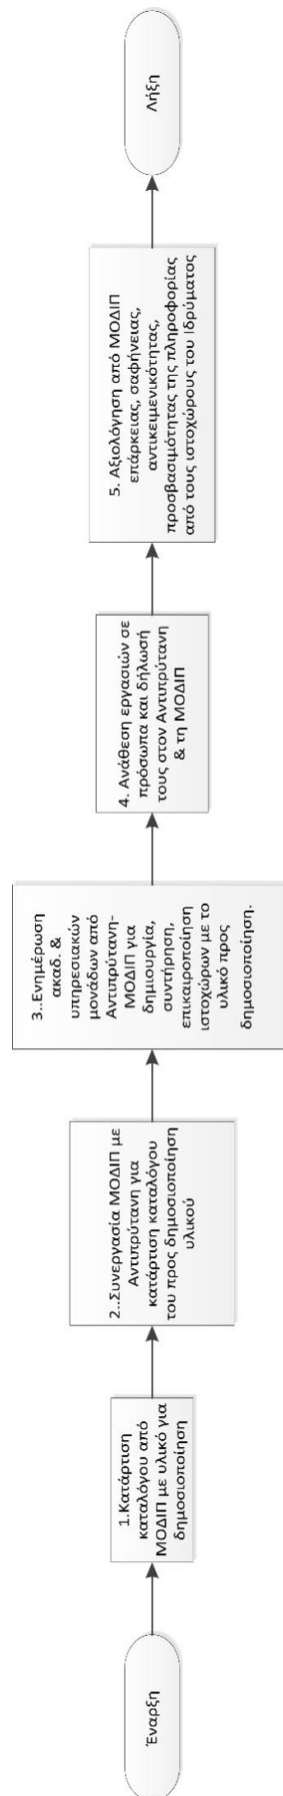 Έναρξη
1.Κατάρτιση
καταλόγου από
ΜΟΔΙΠ με υλικό για
δημοσιοποίηση
2..Συνεργασία ΜΟΔΙΠ με
Αντιπρύτανη για
κατάρτιση καταλόγου
του προς δημοσιοποίηση
υλικού
3..Ενημέρωση
ακαδ. &
υπηρεσιακών
μονάδων από
Αντιπρύτανη-
ΜΟΔΙΠ για
δημιουργία,
συντήρηση,
επικαιροποίηση
ιστοχώρων με το
υλικό προς
δημοσιοποίηση.
4. Ανάθεση εργασιών σε
πρόσωπα και δήλωσή
τους στον Αντιπρύτανη
& τη ΜΟΔΙΠ
5. Αξιολόγηση από ΜΟΔΙΠ
επάρκειας, σαφήνειας,
αντικειμενικότητας,
προσβασιμότητας της πληροφορίας
από τους ιστοχώρους του Ιδρύματος
Λήξη